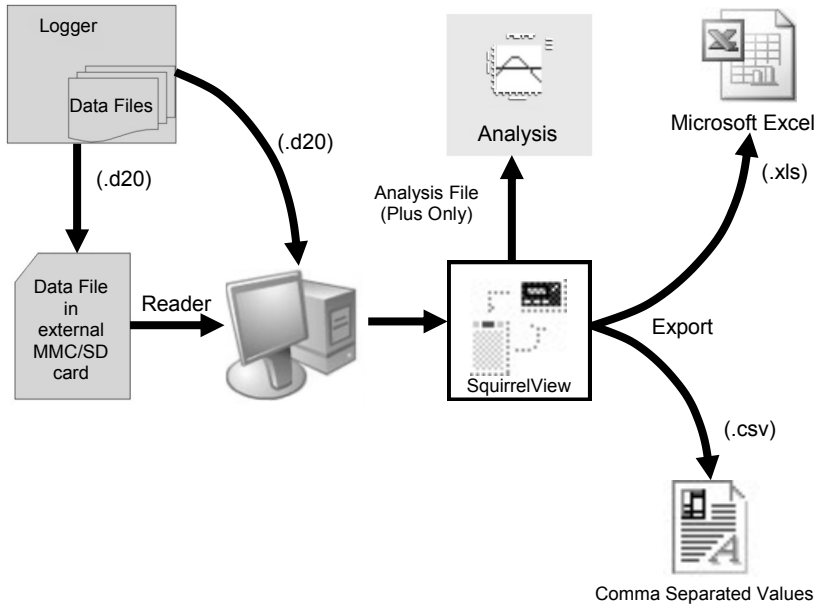 Logger
Data Files
(.d20)
(.d20)
Data File
in
external
MMC/SD
card
Reader
Analysis
Analysis File
(Plus Only)
SquirrelView
Export
Microsoft Excel
(.xls)
(.csv)
Comma Separated Values